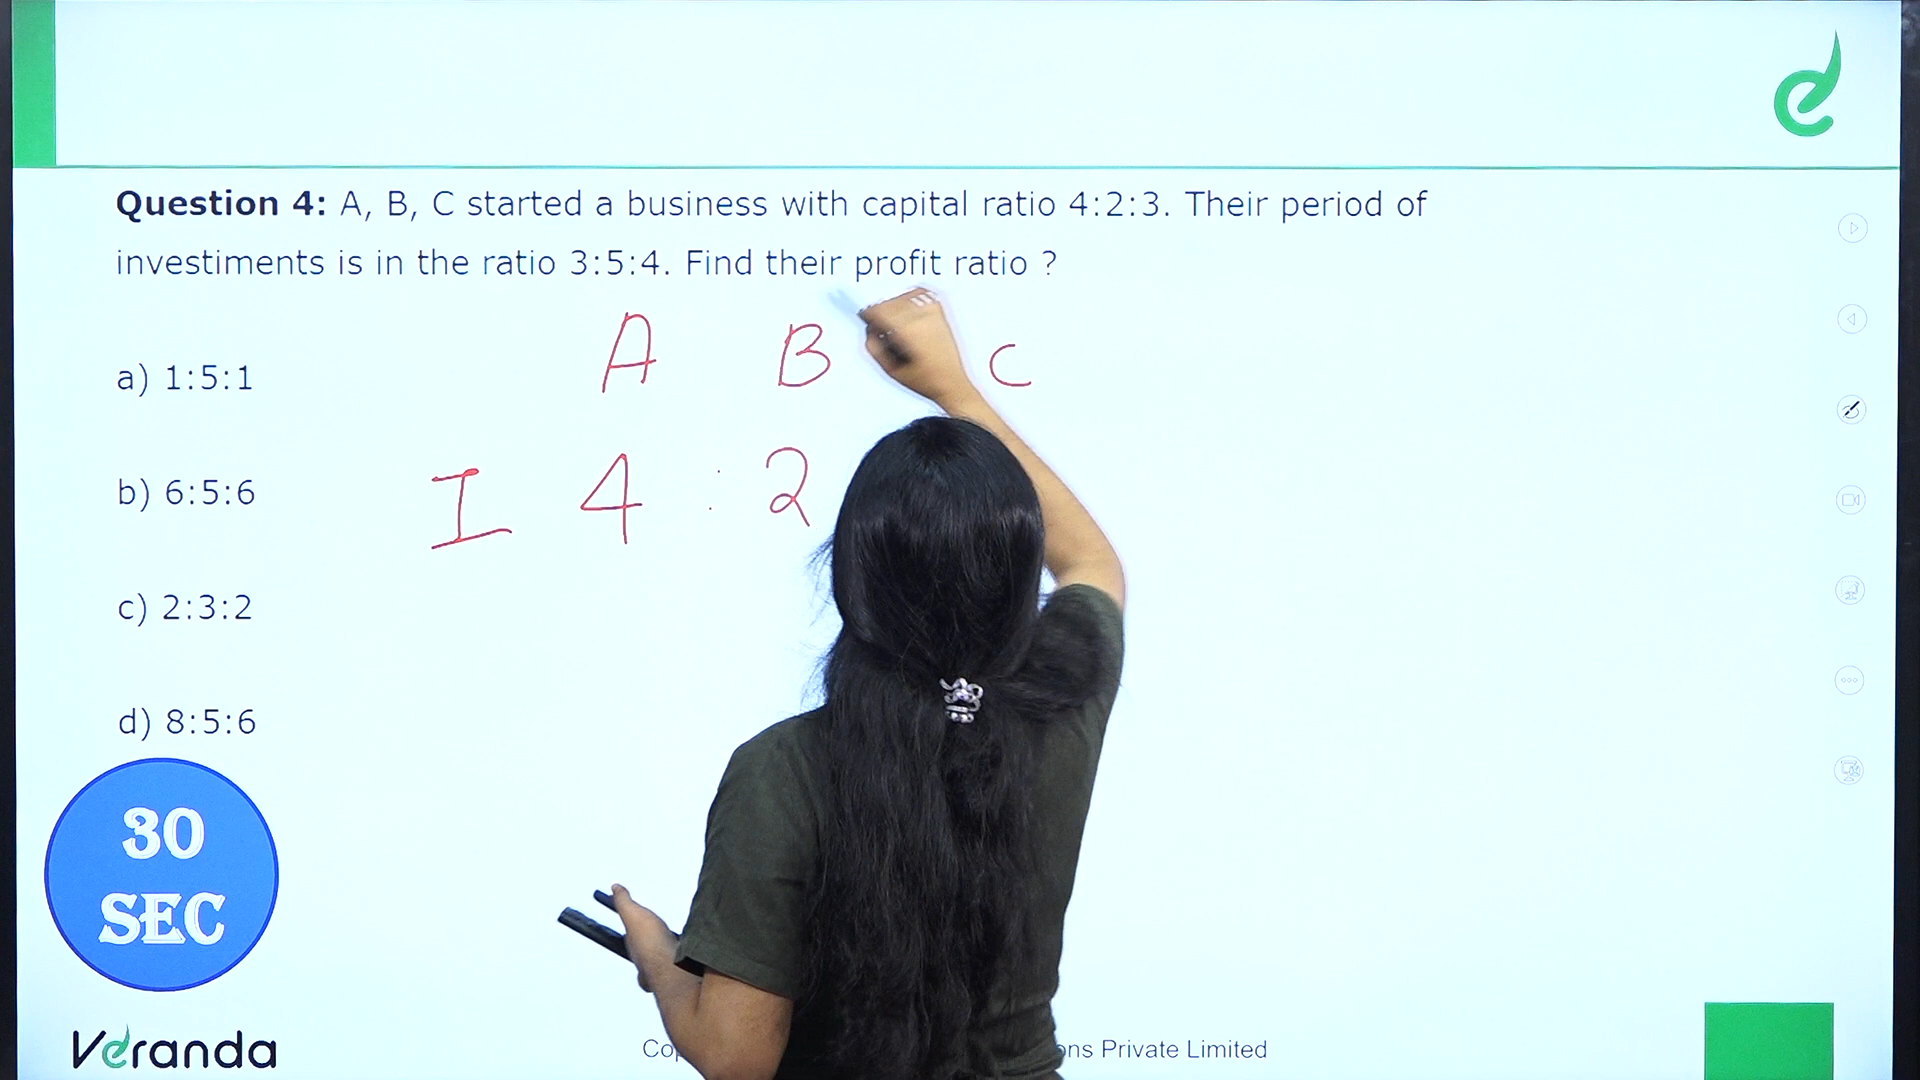 Question 4: A, B, C started a business with capital ratio 4:2:3. Their period of
investiments is in the ratio 3:5:4. Find their profit ratio ?
A B C
a) 1:5:1
I 4 : 2
b) 6:5:6
c) 2:3:2
d) 8:5:6
30
SEC
Veranda
Private Limited